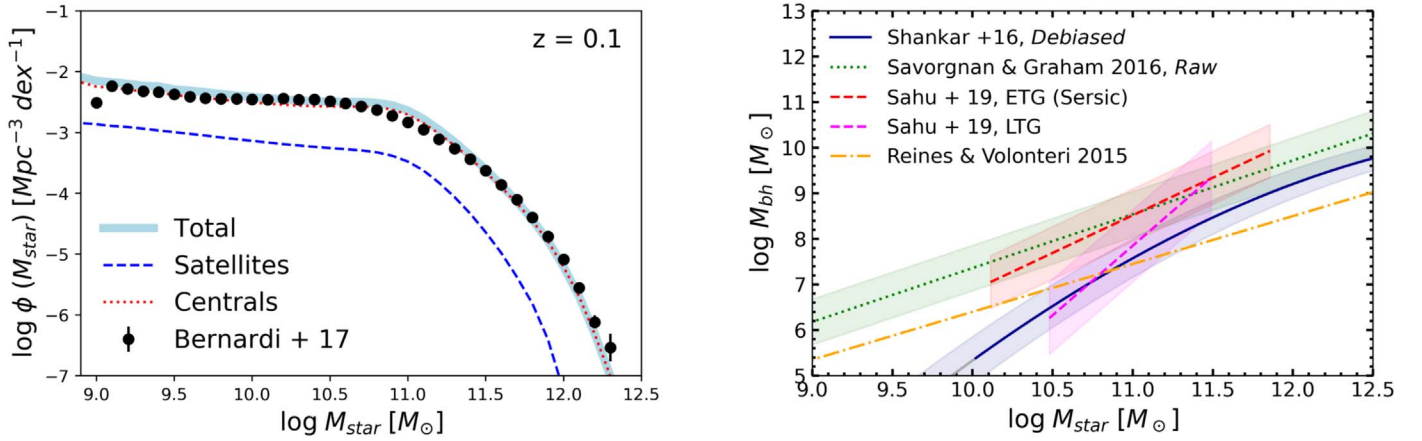 z = 0.1
log ϕ (M_star) [Mpc⁻³ dex⁻¹]
−1
−2
−3
−4
−5
−6
−7
Total
Satellites
Centrals
Bernardi + 17
9.0 9.5 10.0 10.5 11.0 11.5 12.0 12.5
log M_star [M_⊙]
log M_bh [M_⊙]
13
12
11
10
9
8
7
6
5
Shankar +16, Debiased
Savorgnan & Graham 2016, Raw
Sahu + 19, ETG (Sersic)
Sahu + 19, LTG
Reines & Volonteri 2015
9.0 9.5 10.0 10.5 11.0 11.5 12.0 12.5
log M_star [M_⊙]